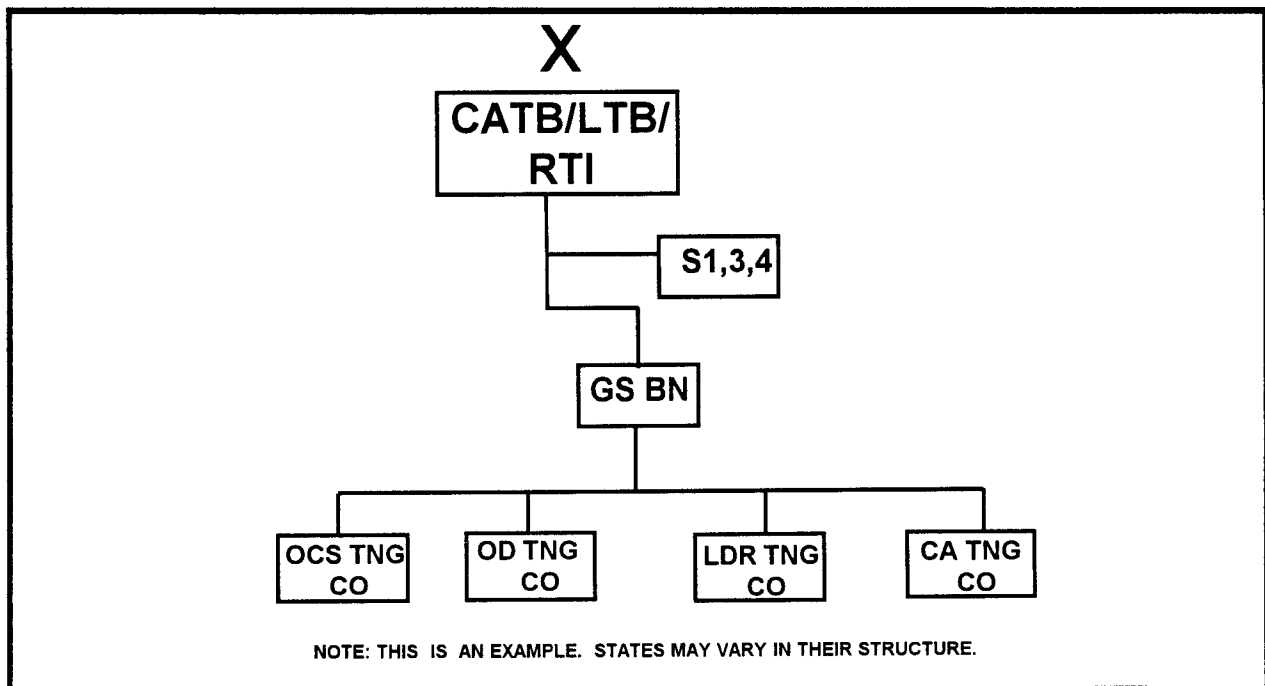 X
CATB/LTB/
RTI
S1,3,4
GS BN
OCS TNG
CO
OD TNG
CO
LDR TNG
CO
CA TNG
CO
NOTE: THIS IS AN EXAMPLE. STATES MAY VARY IN THEIR STRUCTURE.